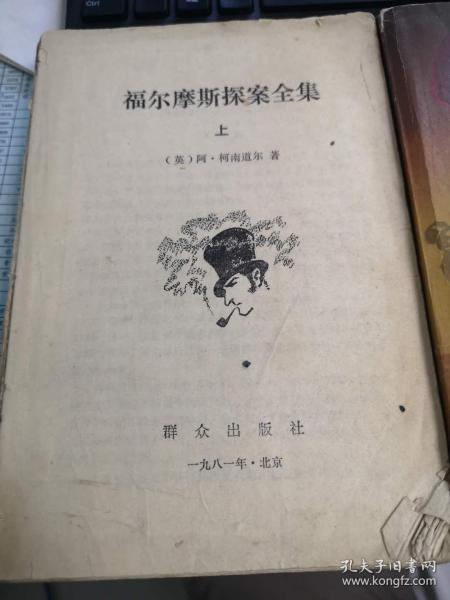 福尔摩斯探案全集
上
（英）阿·柯南道尔 著
群众出版社
一九八一年·北京
孔夫子旧书网
www.kongfz.com